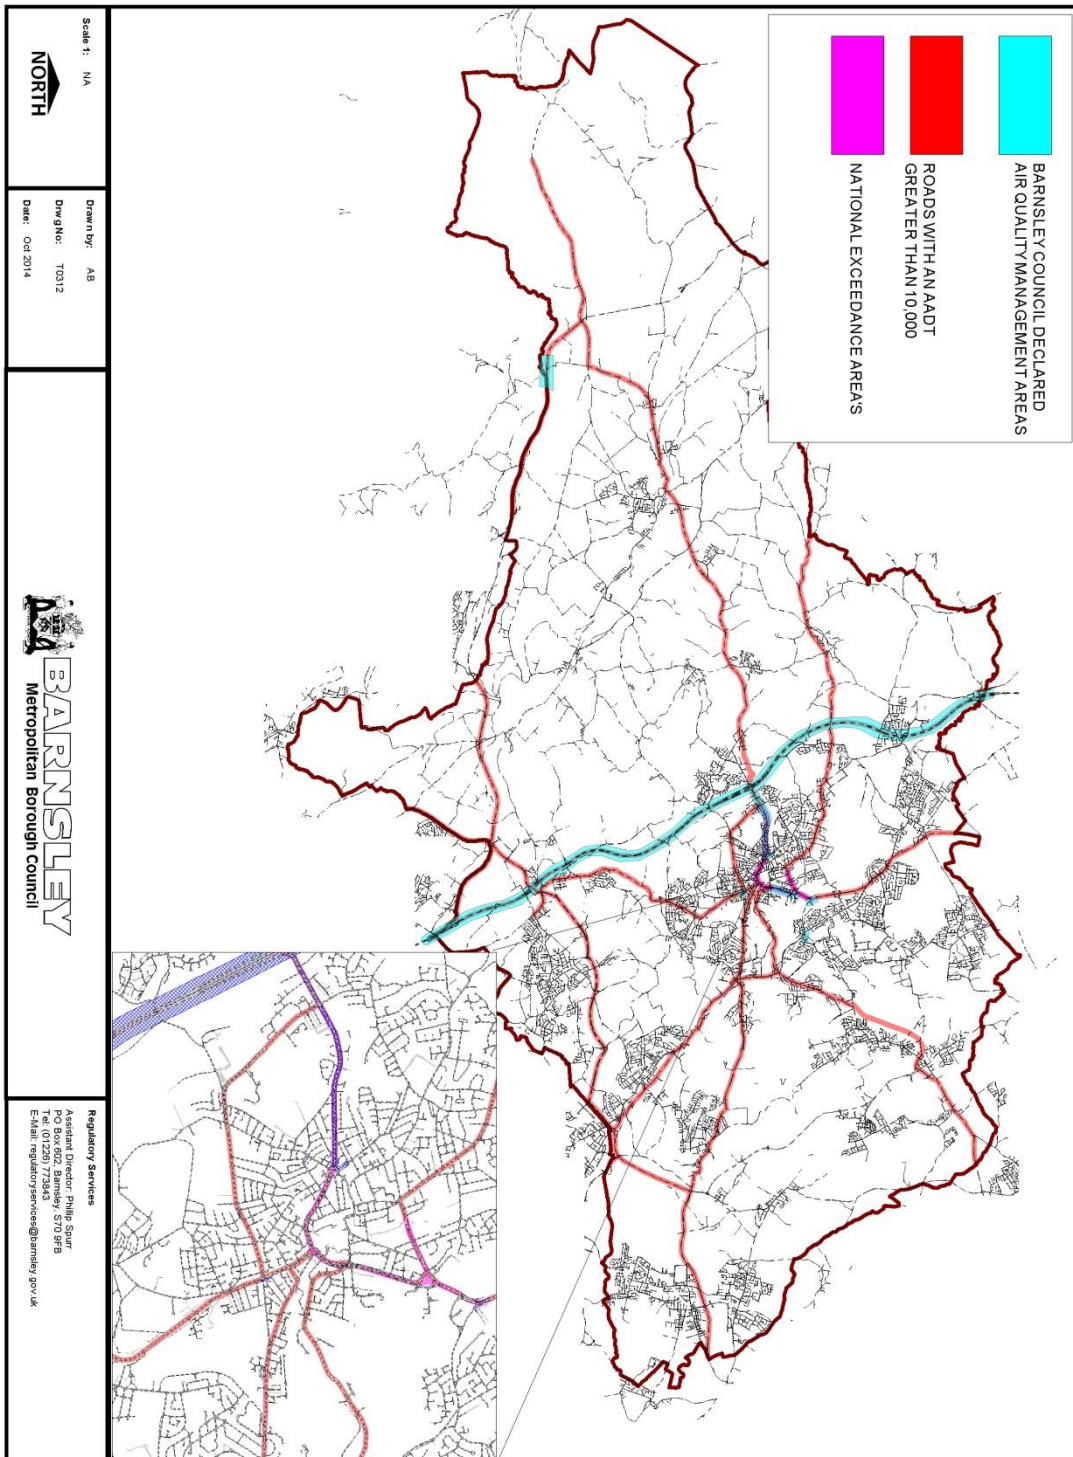 BARNSLEY COUNCIL DECLARED
AIR QUALITY MANAGEMENT AREAS
ROADS WITH AN AADT
GREATER THAN 10,000
NATIONAL EXCEEDANCE AREA'S
Scale 1: NA
NORTH
Drawn by: AB
Drwg No: T0312
Date: Oct 2014
BARNSLEY
Metropolitan Borough Council
Regulatory Services
Assistant Director: Phillip Spurr
PO Box 602, Barnsley. S70 9FB
Tel: (01226) 773843
E-Mail: regulatoryservices@barnsley.gov.uk